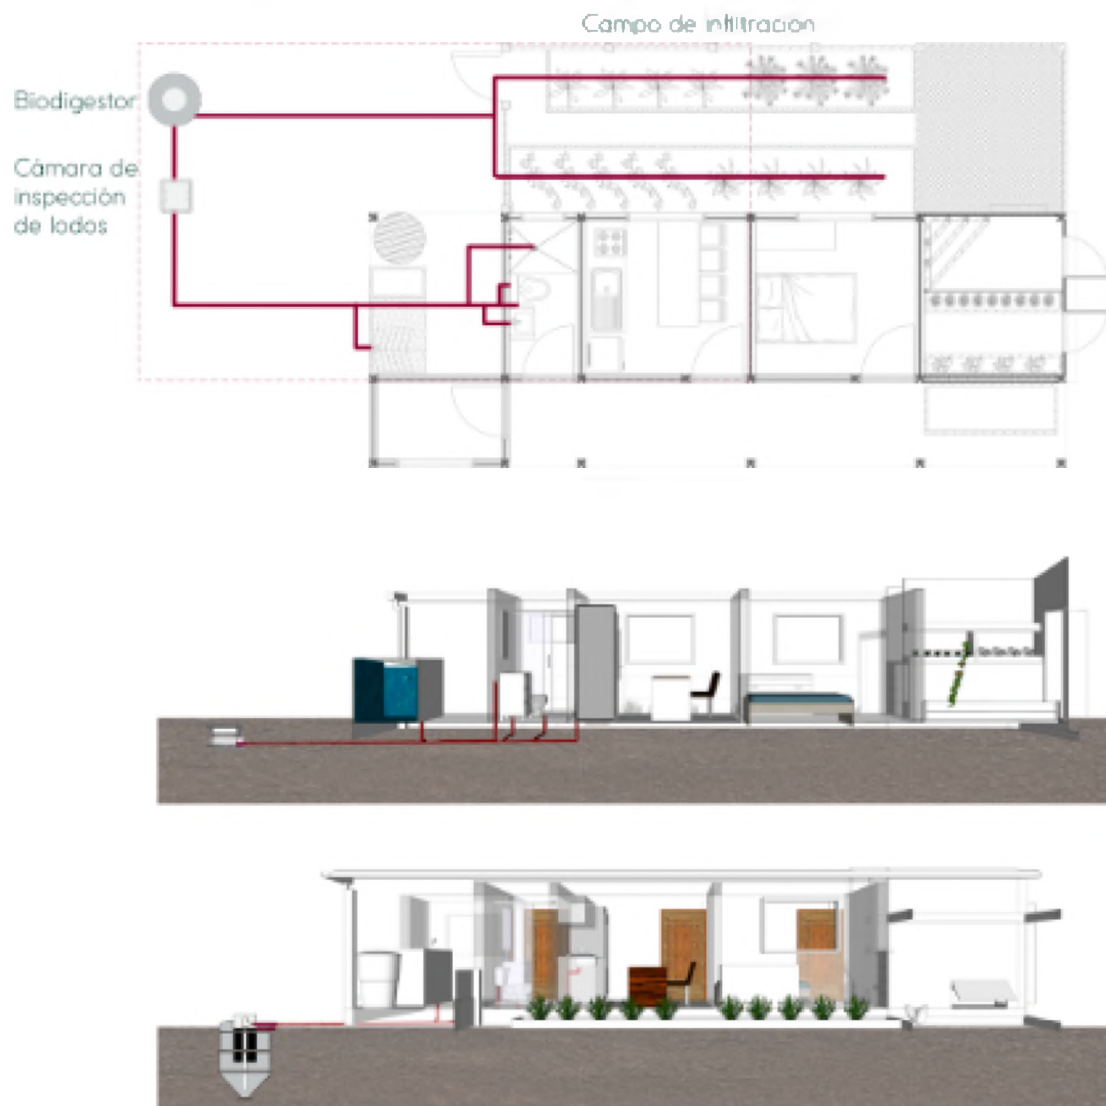 Campo de infiltracion
Biodigestor
Cámara de
inspección
de lodos